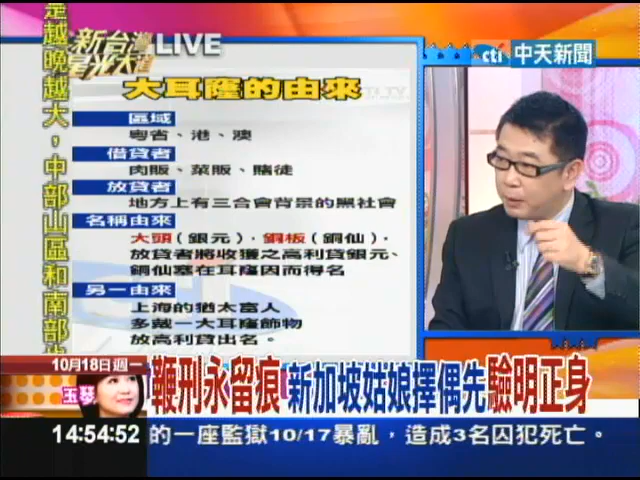 新台灣
星光大道
LIVE
cti 中天新聞
大耳窿的由來
區域
粵省、港、澳
借貸者
肉販、菜販、賭徒
放貸者
地方上有三合會背景的黑社會
名稱由來
大頭(銀元)，銅板(銅仙)，
放貸者將收獲之高利貸銀元、
銅仙塞在耳窿因而得名
另一由來
上海的猶太富人
多戴一大耳窿飾物
放高利貸出名。
是越晚越大，中部山區和南部
10月18日週一
玉琴
鞭刑永留痕 新加坡姑娘擇偶先驗明正身
14:54:52
的一座監獄10/17暴亂，造成3名囚犯死亡。